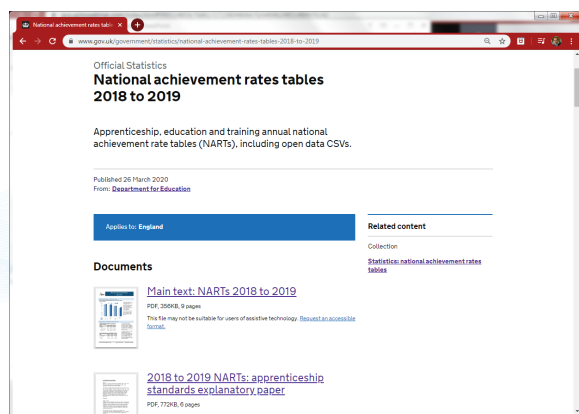 National achievement rates tabl
www.gov.uk/government/statistics/national-achievement-rates-tables-2018-to-2019
Official Statistics
National achievement rates tables
2018 to 2019
Apprenticeship, education and training annual national
achievement rate tables (NARTs), including open data CSVs.
Published 26 March 2020
From: Department for Education
Applies to: England
Related content
Collection
Statistics: national achievement rates
tables
Documents
Main text: NARTs 2018 to 2019
PDF, 356KB, 9 pages
This file may not be suitable for users of assistive technology. Request an accessible
format.
2018 to 2019 NARTs: apprenticeship
standards explanatory paper
PDF, 772KB, 6 pages